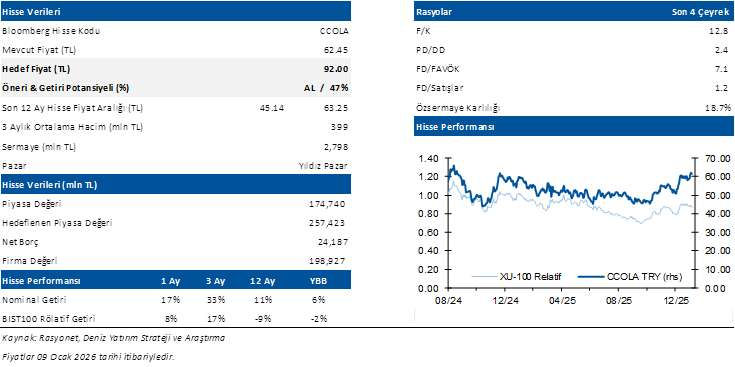 Hisse Verileri
Bloomberg Hisse Kodu CCOLA
Mevcut Fiyat (TL) 62.45
Hedef Fiyat (TL) 92.00
Öneri & Getiri Potansiyeli (%) AL / 47%
Son 12 Ay Hisse Fiyat Aralığı (TL) 45.14 63.25
3 Aylık Ortalama Hacim (mln TL) 399
Sermaye (mln TL) 2,798
Pazar Yıldız Pazar
Hisse Verileri (mln TL)
Piyasa Değeri 174,740
Hedeflenen Piyasa Değeri 257,423
Net Borç 24,187
Firma Değeri 198,927
Hisse Performansı 1 Ay 3 Ay 12 Ay YBB
Nominal Getiri 17% 33% 11% 6%
BIST100 Rölatif Getiri 8% 17% -9% -2%
Kaynak: Rasyonet, Deniz Yatırım Strateji ve Araştırma
Fiyatlar 09 Ocak 2026 tarihi itibariyledir.
Rasyolar Son 4 Çeyrek
F/K 12.8
PD/DD 2.4
FD/FAVÖK 7.1
FD/Satışlar 1.2
Özsermaye Karlılığı 18.7%
Hisse Performansı
1.40 70.00
1.20 60.00
1.00 50.00
0.80 40.00
0.60 30.00
0.40 20.00
0.20 10.00
0.00 0.00
XU-100 Relatif CCOLA TRY (rhs)
08/24 12/24 04/25 08/25 12/25